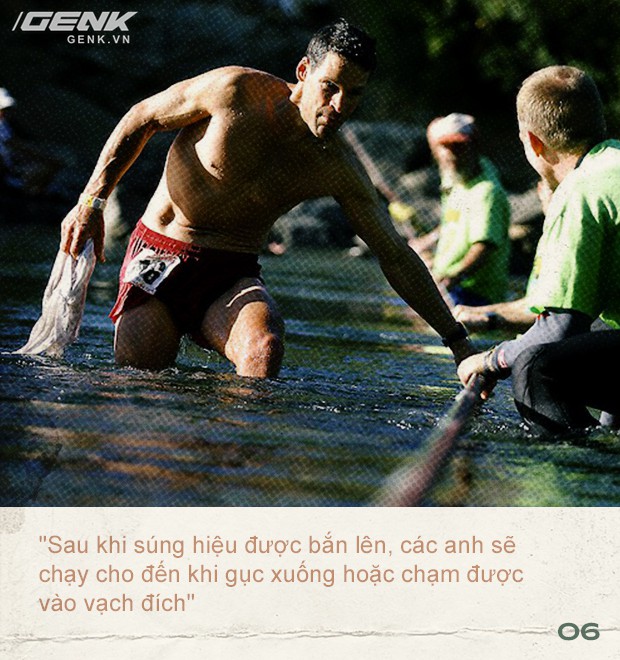 GENK
GENK.VN
"Sau khi súng hiệu được bắn lên, các anh sẽ
chạy cho đến khi gục xuống hoặc chạm được
vào vạch đích"
06